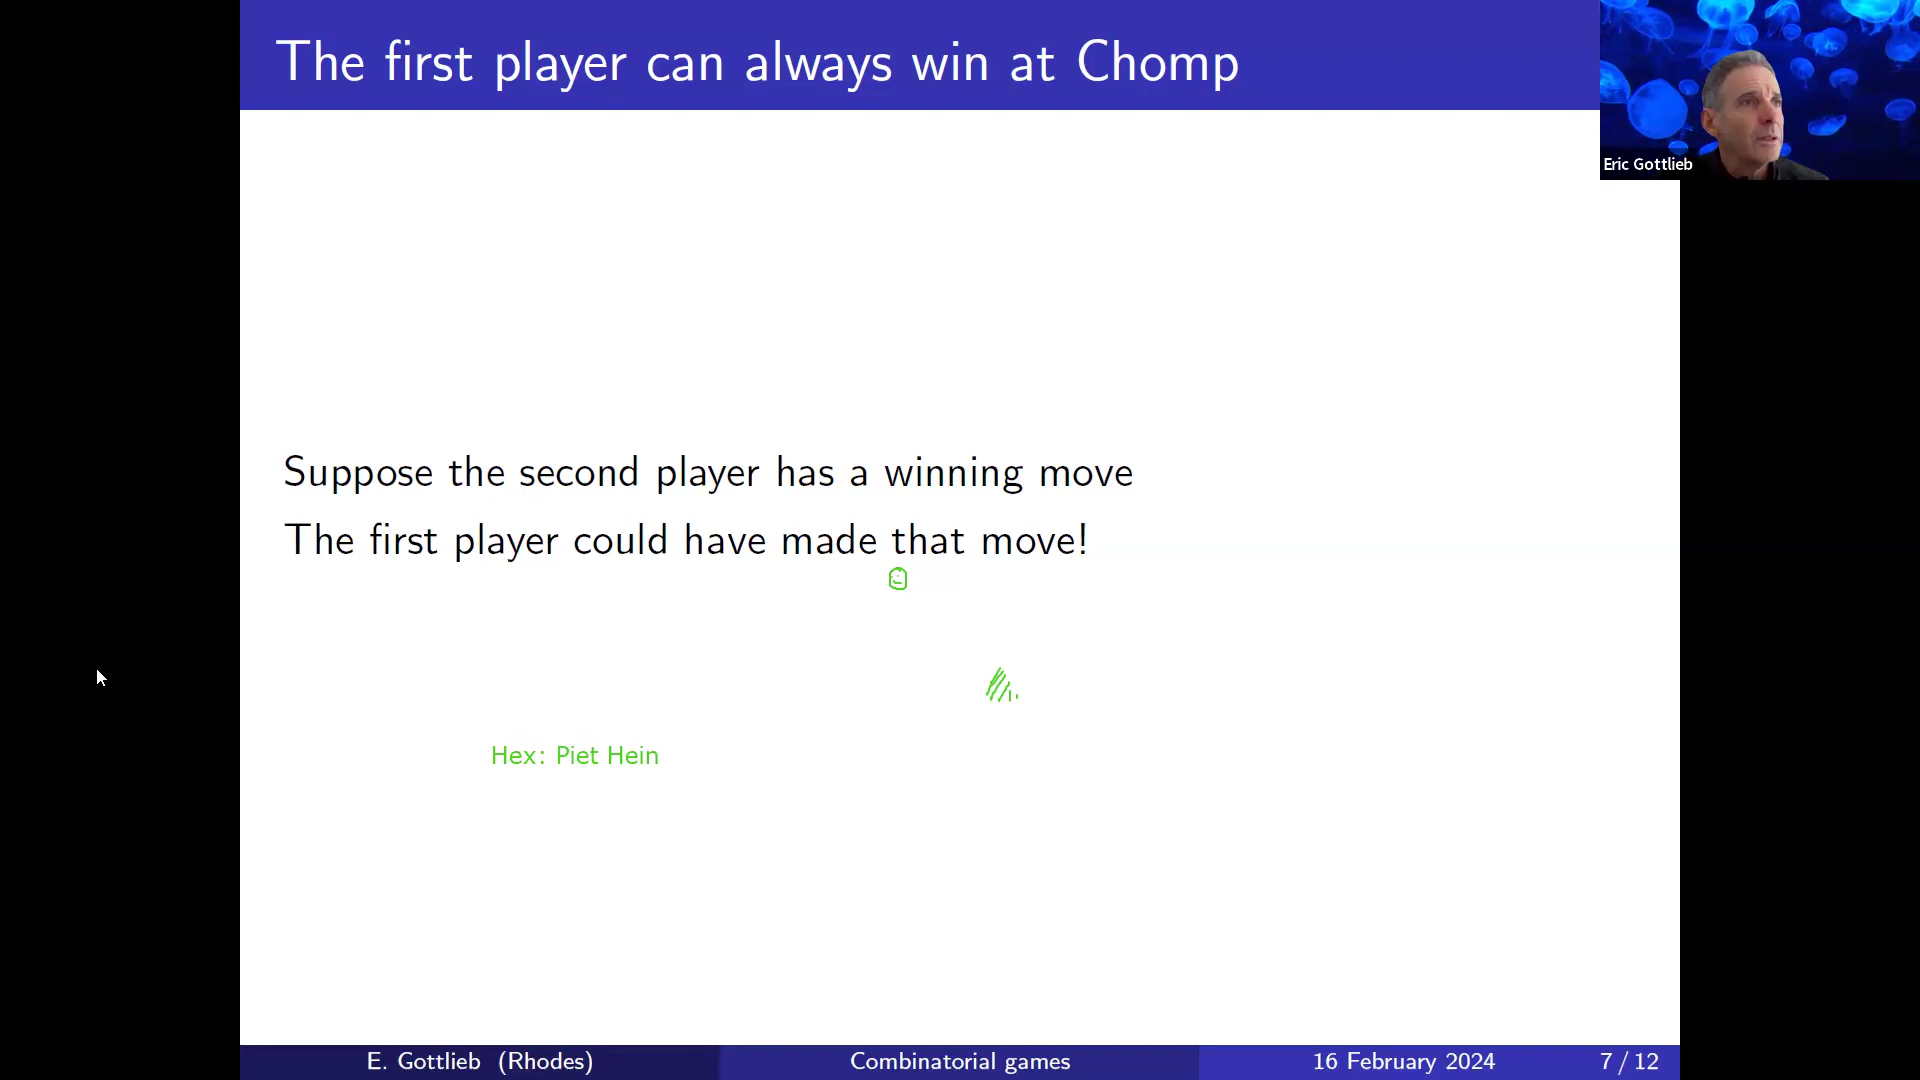 The first player can always win at Chomp
Eric Gottlieb
Suppose the second player has a winning move
The first player could have made that move!
Hex: Piet Hein
E. Gottlieb (Rhodes)
Combinatorial games
16 February 2024
7 / 12